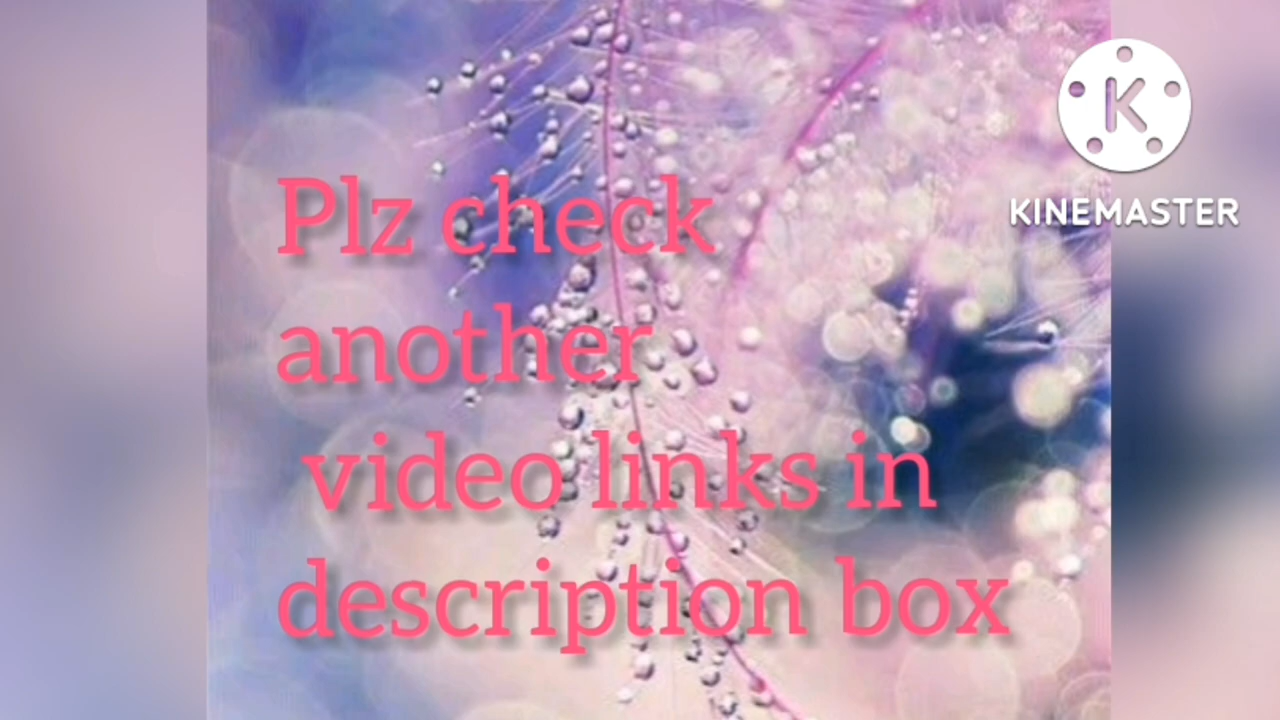 Plz check
another
video links in
description box
KINEMASTER